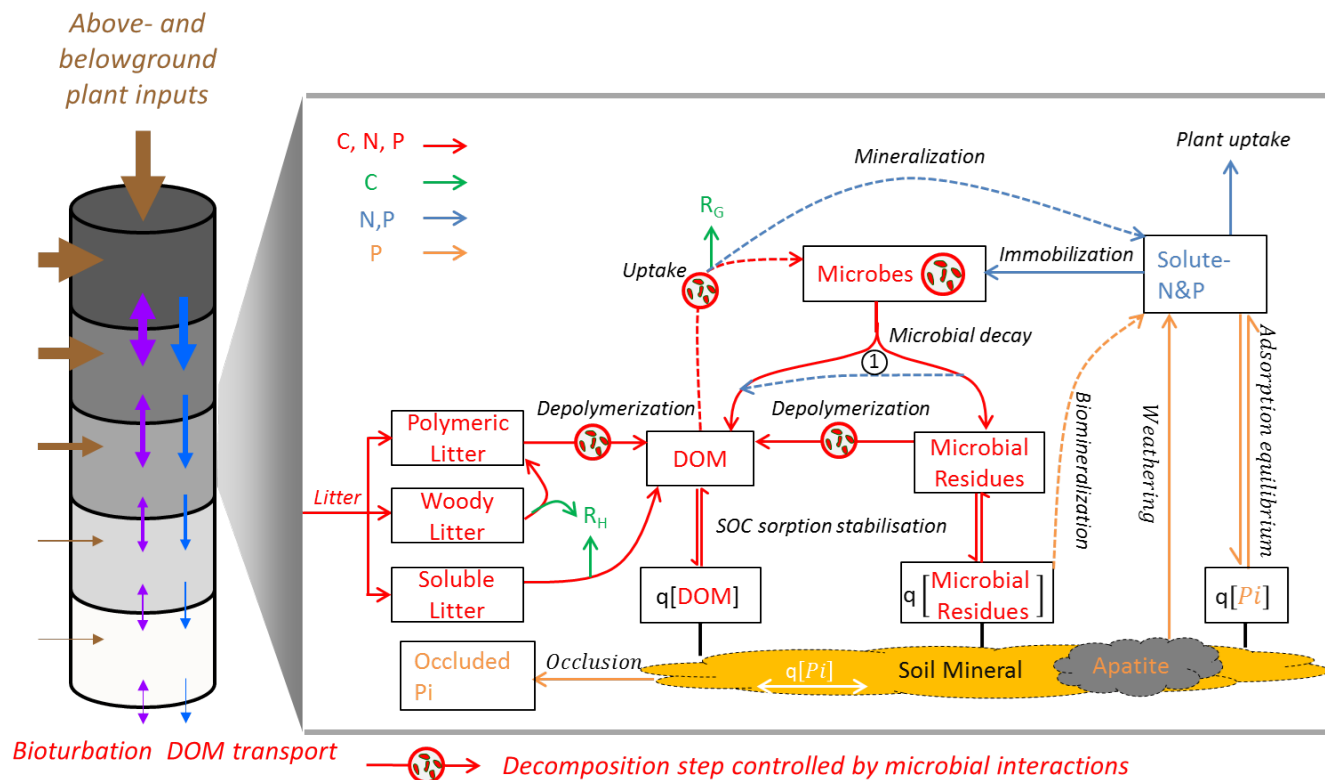 Above- and
belowground
plant inputs
C, N, P
C
N,P
P
Mineralization
Plant uptake
R_G
Uptake
Microbes
Immobilization
Solute-
N&P
Microbial decay
1
Adsorption equilibrium
Biomineralization
Weathering
Litter
Polymeric
Litter
Woody
Litter
Soluble
Litter
Depolymerization
R_H
DOM
Depolymerization
Microbial
Residues
SOC sorption stabilisation
q[DOM]
q[Microbial
Residues]
q[Pi]
Occluded
Pi
Occlusion
q[Pi]
Soil Mineral
Apatite
Bioturbation DOM transport
Decomposition step controlled by microbial interactions